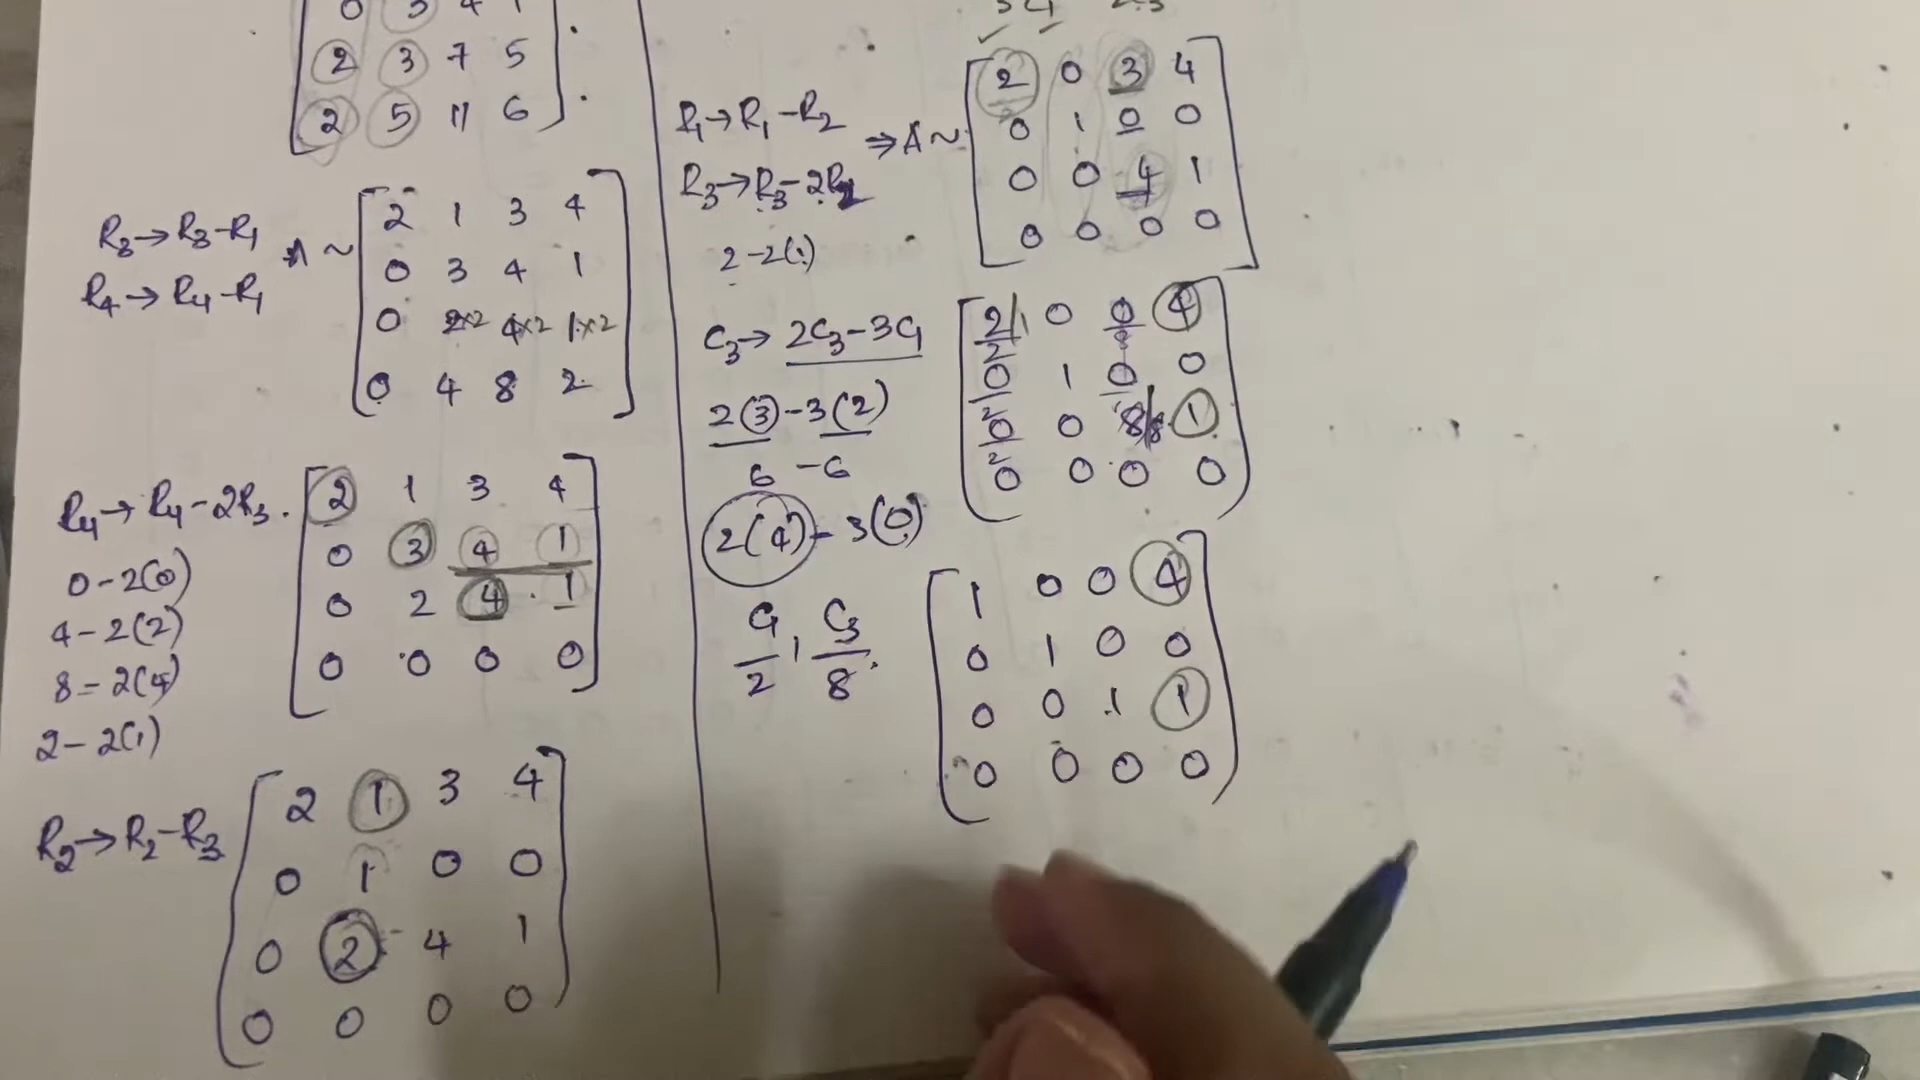 0 3 4 1
2 3 7 5
2 5 11 6
R3→R3-R1
R4→R4-R1
A ~
2 1 3 4
0 3 4 1
0 2×2 4×2 1×2
0 4 8 2
R4→R4-2R3.
2 1 3 4
0 3 4 1
0 2 4 1
0 0 0 0
0-2(0)
4-2(2)
8-2(4)
2-2(1)
R2→R2-R3
2 1 3 4
0 1 0 0
0 2 4 1
0 0 0 0
R1→R1-R2
R3→R3-2R2
⇒A~
2 0 3 4
0 1 0 0
0 0 4 1
0 0 0 0
2-2(1)
C3→2C3-3C1
2(3)-3(2)
6-6
2(4)-3(0)
2/2 0 0/8 4
0/2 1 0 0
0/2 0 8/8 1
0 0 0 0
C1/2, C3/8.
1 0 0 4
0 1 0 0
0 0 1 1
0 0 0 0